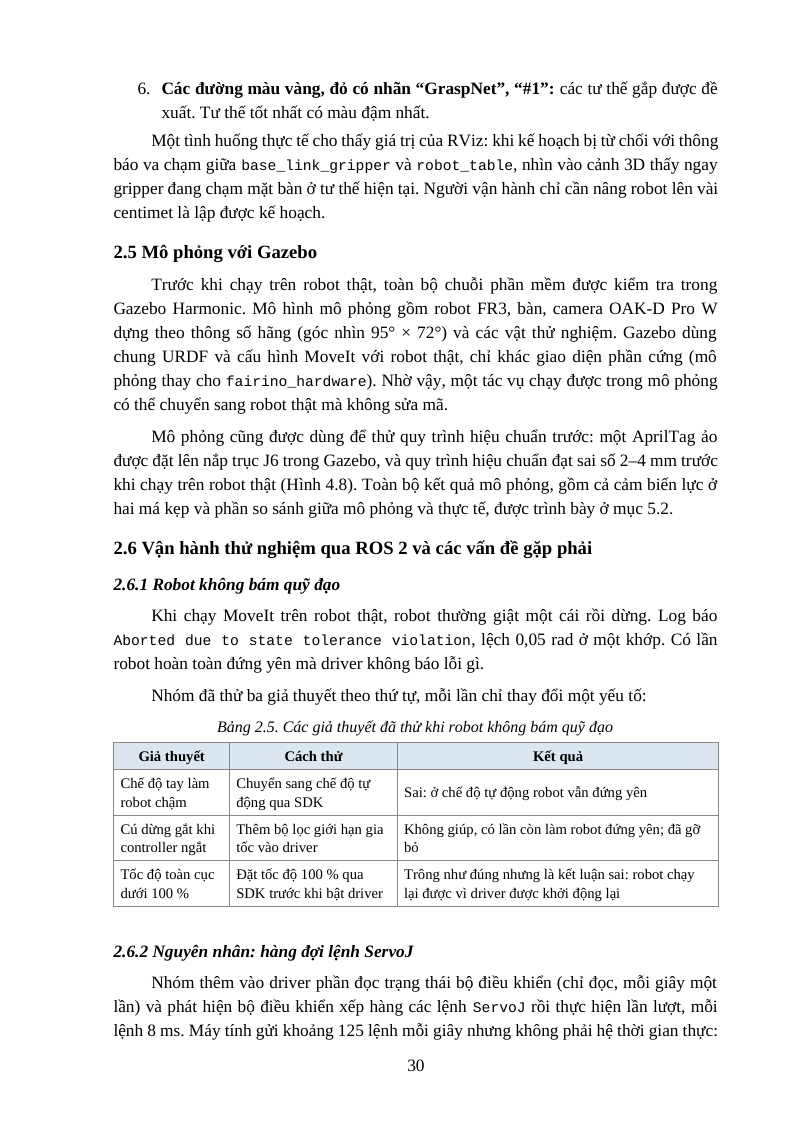 6. Các đường màu vàng, đỏ có nhãn “GraspNet”, “#1”: các tư thế gắp được đề
xuất. Tư thế tốt nhất có màu đậm nhất.
Một tình huống thực tế cho thấy giá trị của RViz: khi kế hoạch bị từ chối với thông
báo va chạm giữa base_link_gripper và robot_table, nhìn vào cảnh 3D thấy ngay
gripper đang chạm mặt bàn ở tư thế hiện tại. Người vận hành chỉ cần nâng robot lên vài
centimet là lập được kế hoạch.
2.5 Mô phỏng với Gazebo
Trước khi chạy trên robot thật, toàn bộ chuỗi phần mềm được kiểm tra trong
Gazebo Harmonic. Mô hình mô phỏng gồm robot FR3, bàn, camera OAK-D Pro W
dựng theo thông số hãng (góc nhìn 95° × 72°) và các vật thử nghiệm. Gazebo dùng
chung URDF và cấu hình MoveIt với robot thật, chỉ khác giao diện phần cứng (mô
phỏng thay cho fairino_hardware). Nhờ vậy, một tác vụ chạy được trong mô phỏng
có thể chuyển sang robot thật mà không sửa mã.
Mô phỏng cũng được dùng để thử quy trình hiệu chuẩn trước: một AprilTag ảo
được đặt lên nắp trục J6 trong Gazebo, và quy trình hiệu chuẩn đạt sai số 2–4 mm trước
khi chạy trên robot thật (Hình 4.8). Toàn bộ kết quả mô phỏng, gồm cả cảm biến lực ở
hai má kẹp và phần so sánh giữa mô phỏng và thực tế, được trình bày ở mục 5.2.
2.6 Vận hành thử nghiệm qua ROS 2 và các vấn đề gặp phải
2.6.1 Robot không bám quỹ đạo
Khi chạy MoveIt trên robot thật, robot thường giật một cái rồi dừng. Log báo
Aborted due to state tolerance violation, lệch 0,05 rad ở một khớp. Có lần
robot hoàn toàn đứng yên mà driver không báo lỗi gì.
Nhóm đã thử ba giả thuyết theo thứ tự, mỗi lần chỉ thay đổi một yếu tố:
Bảng 2.5. Các giả thuyết đã thử khi robot không bám quỹ đạo
Giả thuyết Cách thử Kết quả
Chế độ tay làm
robot chậm
Chuyển sang chế độ tự
động qua SDK
Sai: ở chế độ tự động robot vẫn đứng yên
Cú dừng gắt khi
controller ngắt
Thêm bộ lọc giới hạn gia
tốc vào driver
Không giúp, có lần còn làm robot đứng yên; đã gỡ
bỏ
Tốc độ toàn cục
dưới 100 %
Đặt tốc độ 100 % qua
SDK trước khi bật driver
Trông như đúng nhưng là kết luận sai: robot chạy
lại được vì driver được khởi động lại
2.6.2 Nguyên nhân: hàng đợi lệnh ServoJ
Nhóm thêm vào driver phần đọc trạng thái bộ điều khiển (chỉ đọc, mỗi giây một
lần) và phát hiện bộ điều khiển xếp hàng các lệnh ServoJ rồi thực hiện lần lượt, mỗi
lệnh 8 ms. Máy tính gửi khoảng 125 lệnh mỗi giây nhưng không phải hệ thời gian thực:
30